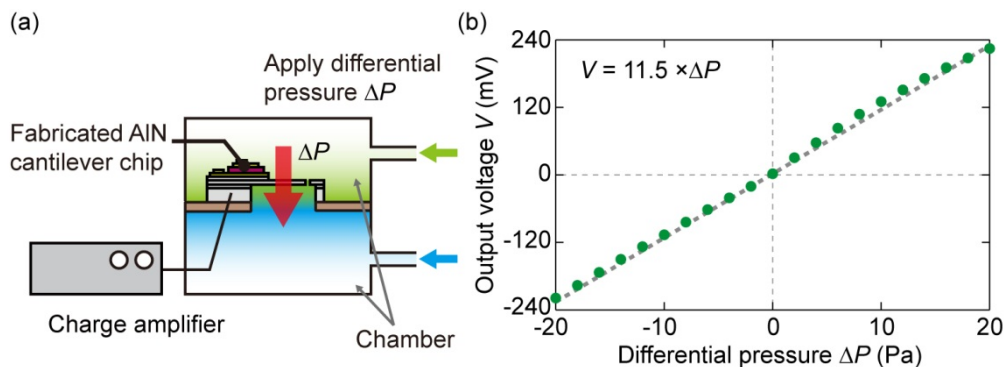 (a)
Apply differential
pressure ΔP
Fabricated AlN
cantilever chip
ΔP
Charge amplifier
Chamber
(b)
V = 11.5 ×ΔP
Output voltage V (mV)
240
120
0
-120
-240
-20
-10
0
10
20
Differential pressure ΔP (Pa)